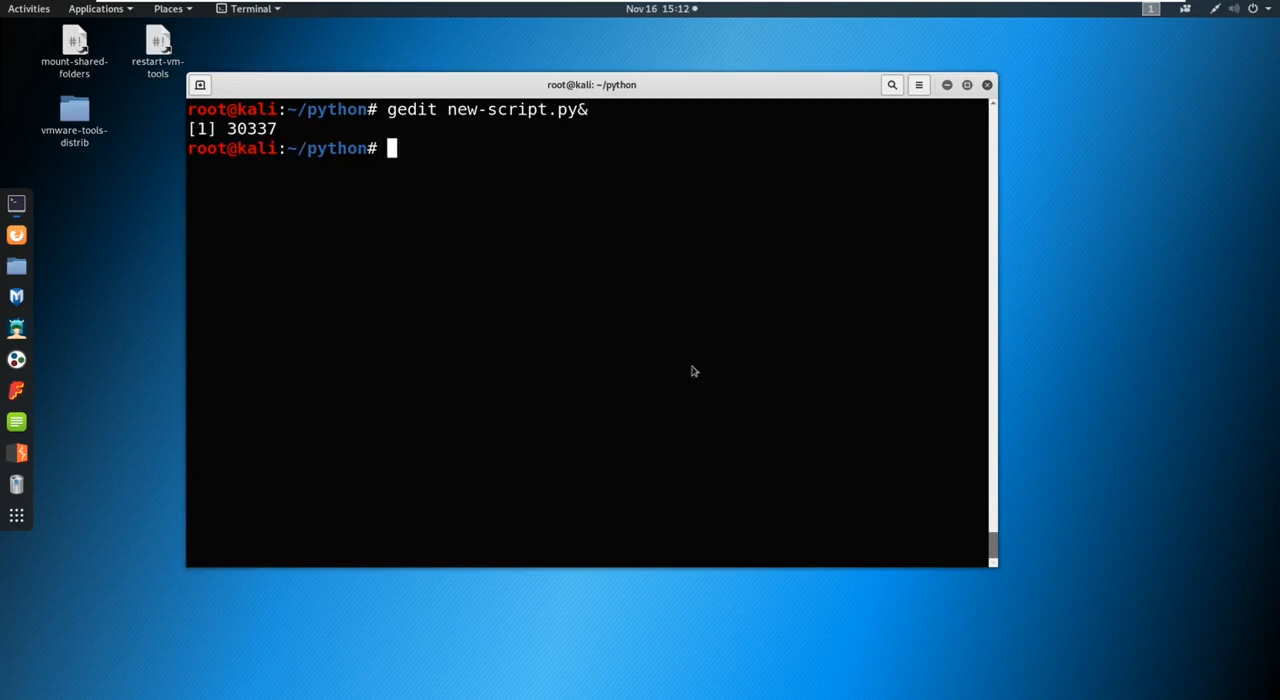 Activities Applications Places Terminal Nov 16 15:12 1
#! #!
mount-shared-
folders
restart-vm-
tools
vmware-tools-
distrib
root@kali: ~/python
root@kali:~/python# gedit new-script.py&
[1] 30337
root@kali:~/python#